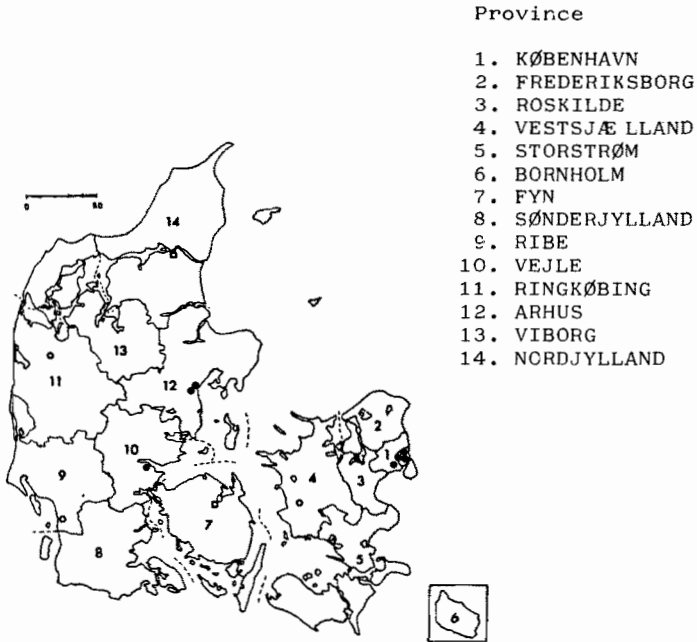 Province
1. KØBENHAVN
2. FREDERIKSBORG
3. ROSKILDE
4. VESTSJÆ LLAND
5. STORSTRØM
6. BORNHOLM
7. FYN
8. SØNDERJYLLAND
9. RIBE
10. VEJLE
11. RINGKØBING
12. ARHUS
13. VIBORG
14. NORDJYLLAND
0 50
14
13
12
11
2
10
1
9
4
3
7
8
5
6